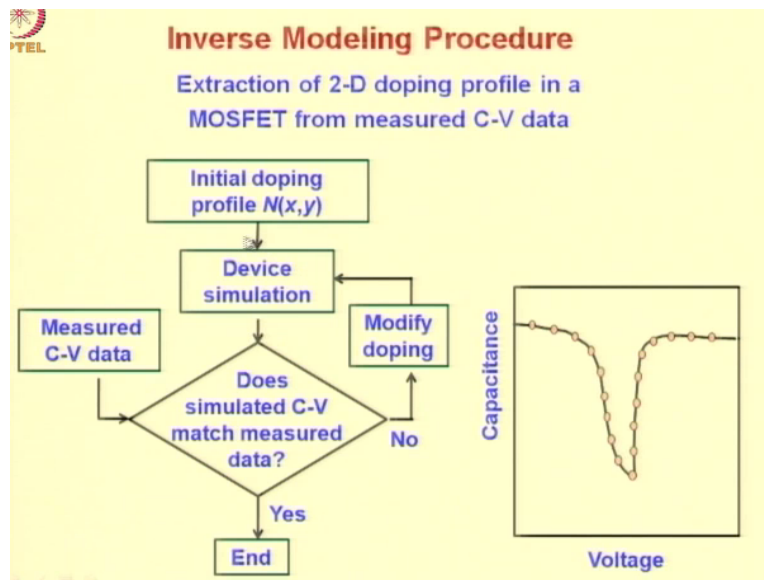 PTEL
Inverse Modeling Procedure
Extraction of 2-D doping profile in a
MOSFET from measured C-V data
Initial doping
profile N(x,y)
Device
simulation
Measured
C-V data
Modify
doping
Does
simulated C-V
match measured
data?
No
Yes
End
Capacitance
Voltage